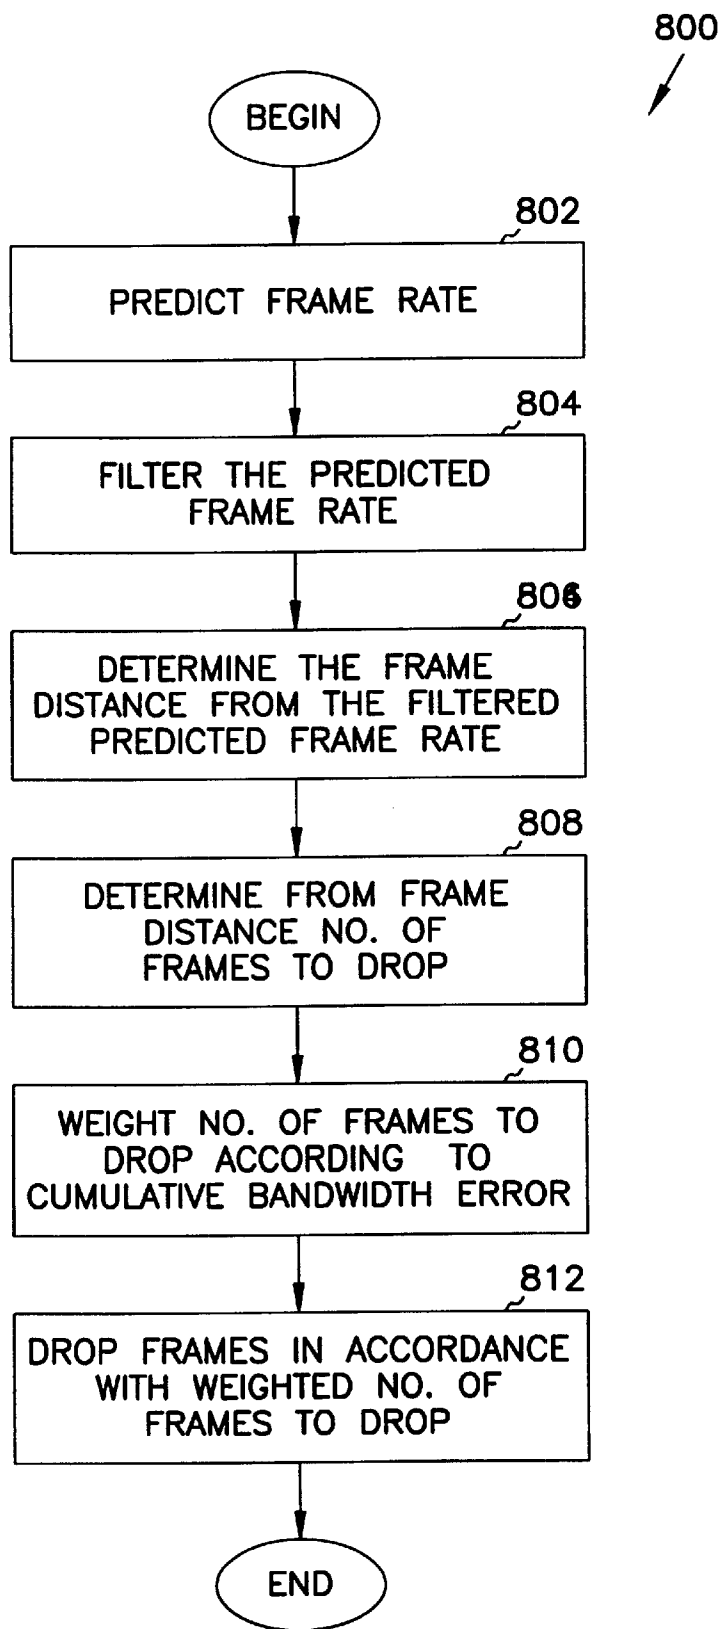 800
BEGIN
802
PREDICT FRAME RATE
804
FILTER THE PREDICTED
FRAME RATE
806
DETERMINE THE FRAME
DISTANCE FROM THE FILTERED
PREDICTED FRAME RATE
808
DETERMINE FROM FRAME
DISTANCE NO. OF
FRAMES TO DROP
810
WEIGHT NO. OF FRAMES TO
DROP ACCORDING TO
CUMULATIVE BANDWIDTH ERROR
812
DROP FRAMES IN ACCORDANCE
WITH WEIGHTED NO. OF
FRAMES TO DROP
END